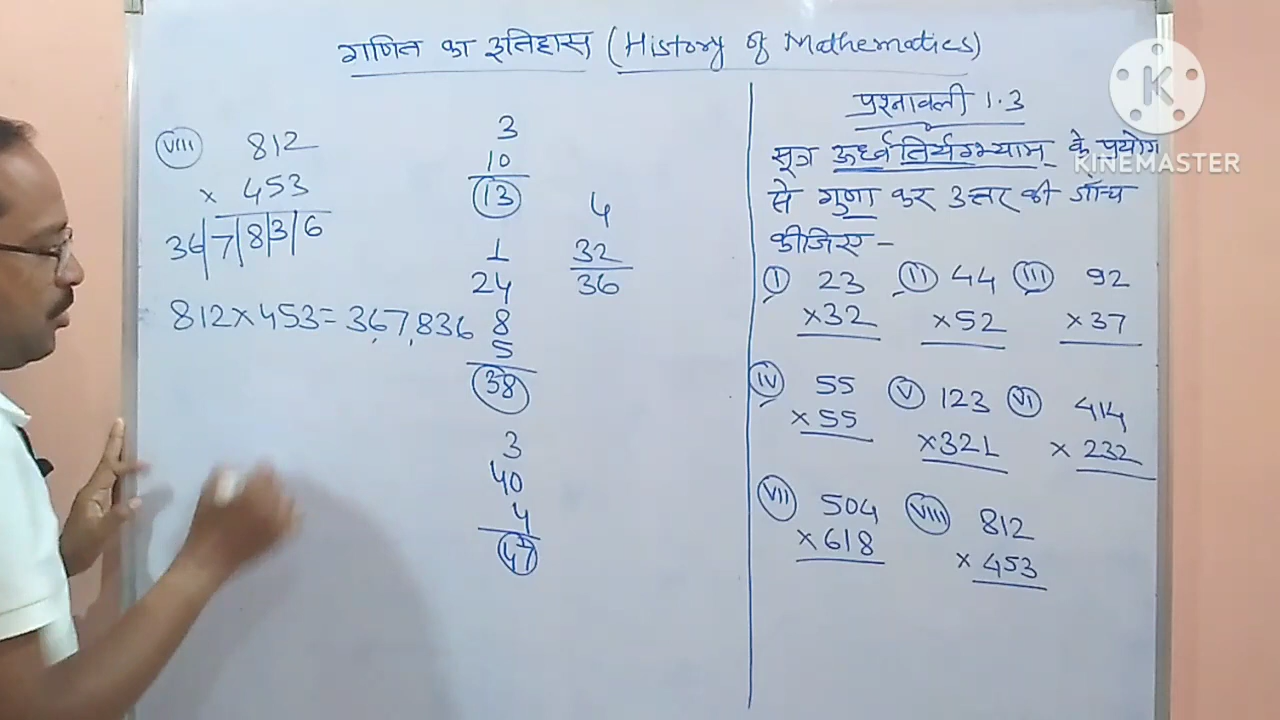 गणित का इतिहास (History of Mathematics)
VIII 812
× 453
36|7|8|3|6
812×453=367,836
3
10
13
1
24
8
5
38
3
40
4
47
4
32
36
प्रश्नावली 1.3
सूत्र ऊर्ध्व तिर्यग्भ्याम् के प्रयोग
से गुणा कर उत्तर की जाँच
कीजिए -
I 23 II 44 III 92
×32 ×52 ×37
IV 55 V 123 VI 414
×55 ×321 × 232
VII 504 VIII 812
×618 ×453
K
KINEMASTER